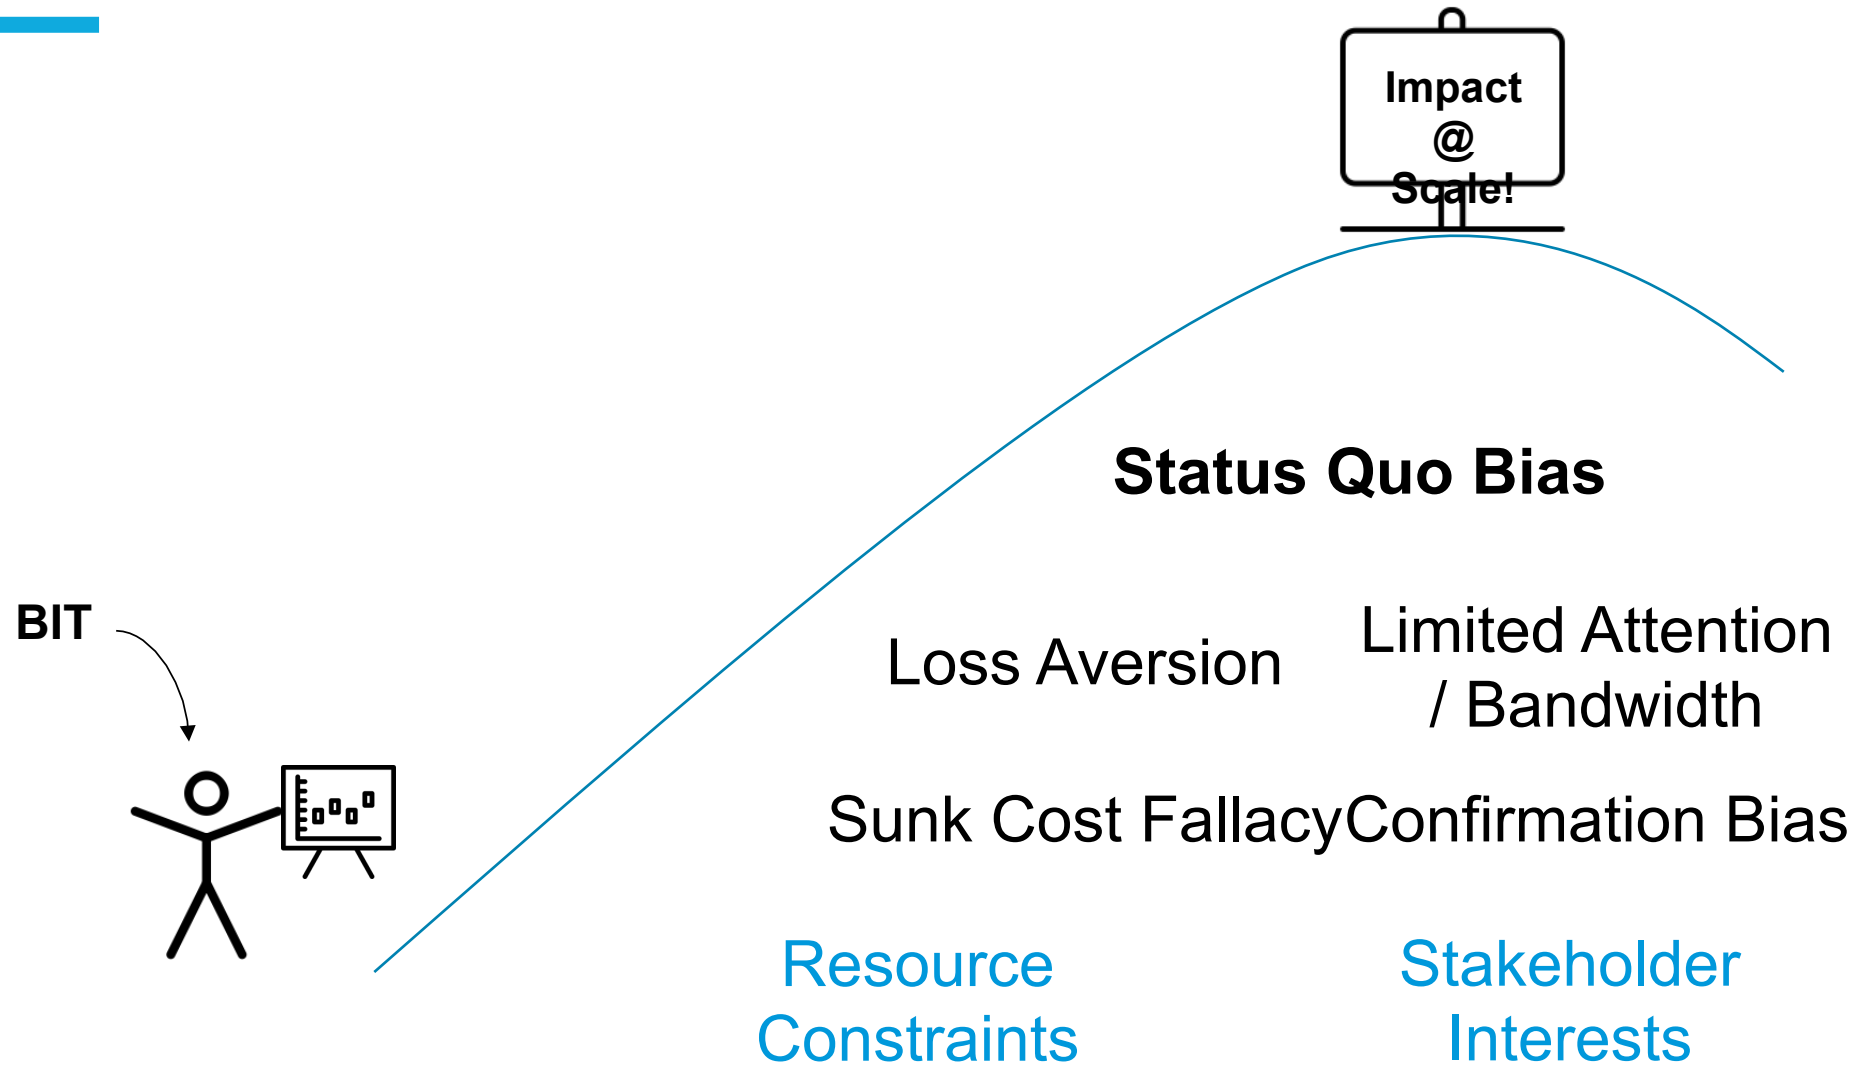 Impact
@
Scale!
Status Quo Bias
BIT
Loss Aversion
Limited Attention
/ Bandwidth
Sunk Cost Fallacy
Confirmation Bias
Resource
Constraints
Stakeholder
Interests